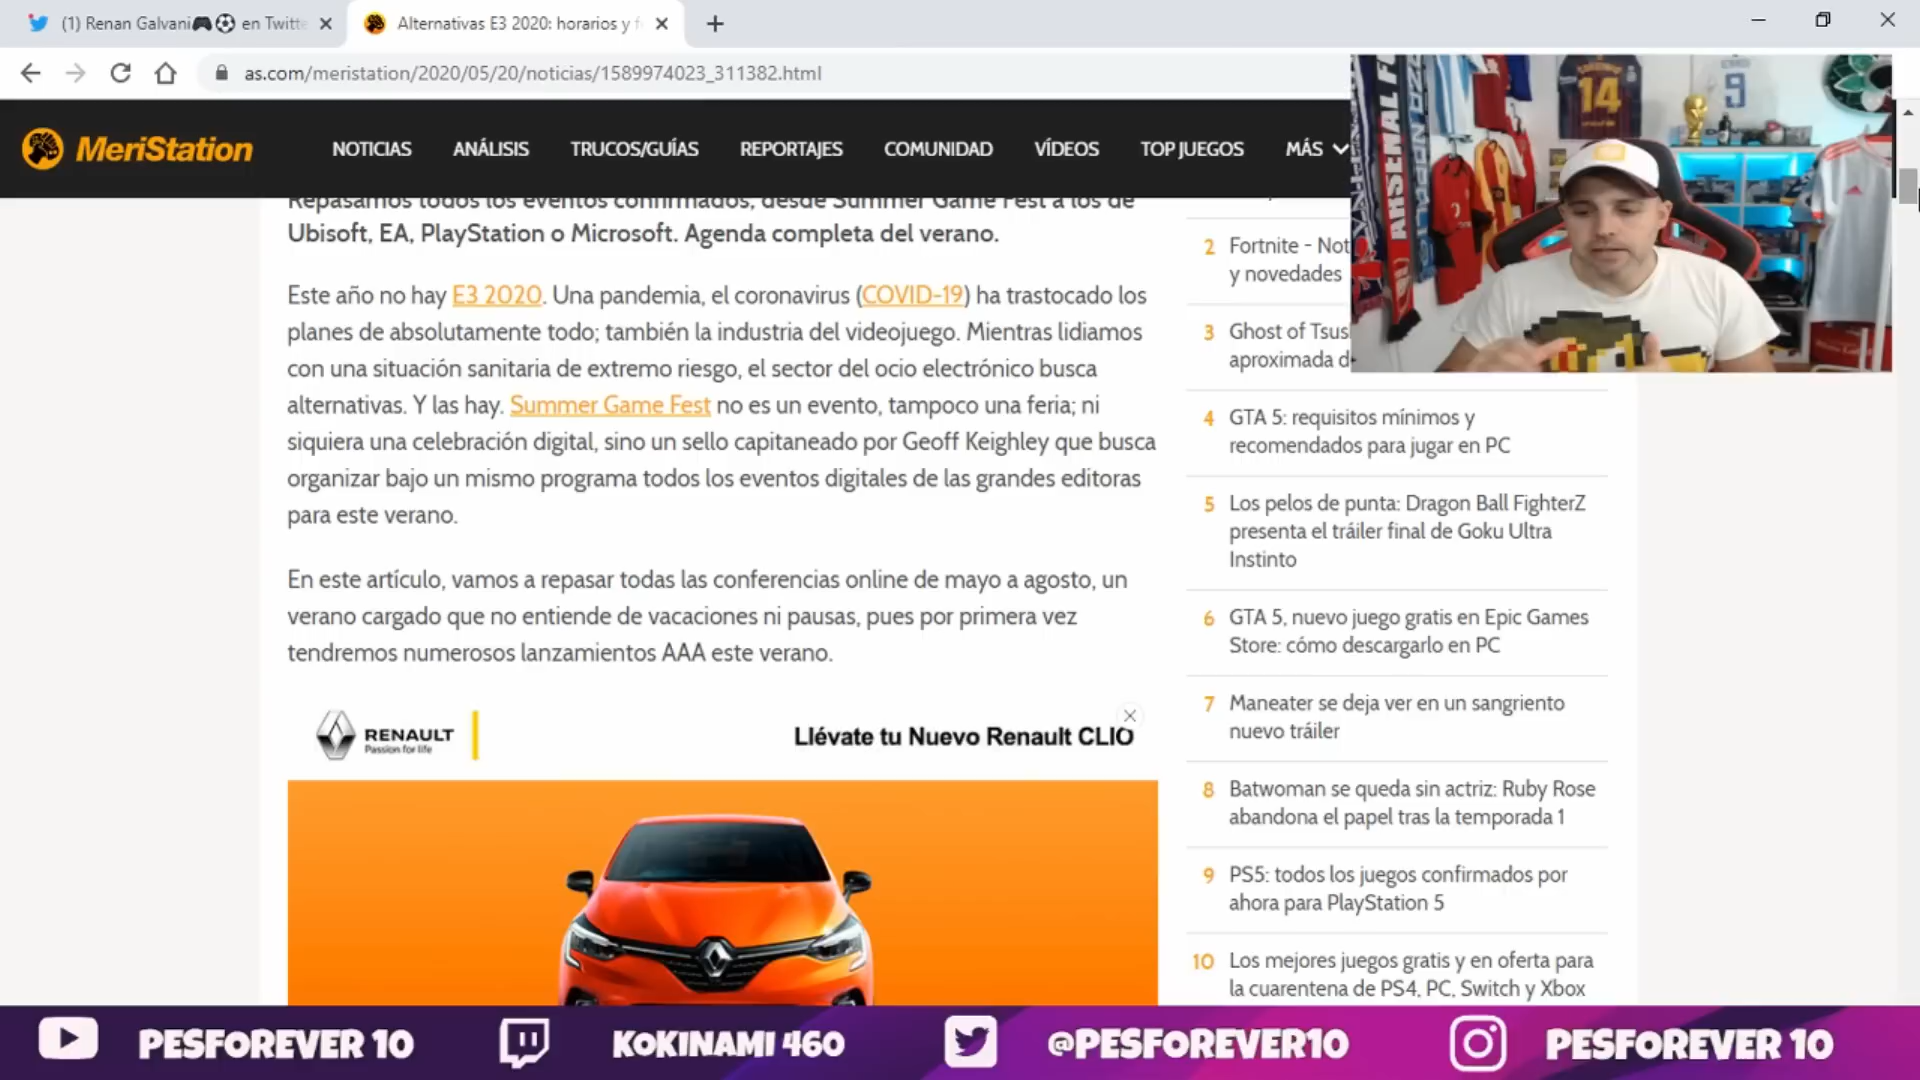 (1) Renan Galvani🎮⚽ en Twitte
Alternativas E3 2020: horarios y f
as.com/meristation/2020/05/20/noticias/1589974023_311382.html
MeriStation
NOTICIAS
ANÁLISIS
TRUCOS/GUÍAS
REPORTAJES
COMUNIDAD
VÍDEOS
TOP JUEGOS
MÁS
Repasamos todos los eventos confirmados, desde Summer Game Fest a los de
Ubisoft, EA, PlayStation o Microsoft. Agenda completa del verano.
Este año no hay E3 2020. Una pandemia, el coronavirus (COVID-19) ha trastocado los
planes de absolutamente todo; también la industria del videojuego. Mientras lidiamos
con una situación sanitaria de extremo riesgo, el sector del ocio electrónico busca
alternativas. Y las hay. Summer Game Fest no es un evento, tampoco una feria; ni
siquiera una celebración digital, sino un sello capitaneado por Geoff Keighley que busca
organizar bajo un mismo programa todos los eventos digitales de las grandes editoras
para este verano.
En este artículo, vamos a repasar todas las conferencias online de mayo a agosto, un
verano cargado que no entiende de vacaciones ni pausas, pues por primera vez
tendremos numerosos lanzamientos AAA este verano.
RENAULT
Passion for life
Llévate tu Nuevo Renault CLIO
2 Fortnite - Not
y novedades
3 Ghost of Tsus
aproximada d
4 GTA 5: requisitos mínimos y
recomendados para jugar en PC
5 Los pelos de punta: Dragon Ball FighterZ
presenta el tráiler final de Goku Ultra
Instinto
6 GTA 5, nuevo juego gratis en Epic Games
Store: cómo descargarlo en PC
7 Maneater se deja ver en un sangriento
nuevo tráiler
8 Batwoman se queda sin actriz: Ruby Rose
abandona el papel tras la temporada 1
9 PS5: todos los juegos confirmados por
ahora para PlayStation 5
10 Los mejores juegos gratis y en oferta para
la cuarentena de PS4, PC, Switch y Xbox
ARSENAL F
14
9
PESFOREVER 10
KOKINAMI 460
@PESFOREVER10
PESFOREVER 10